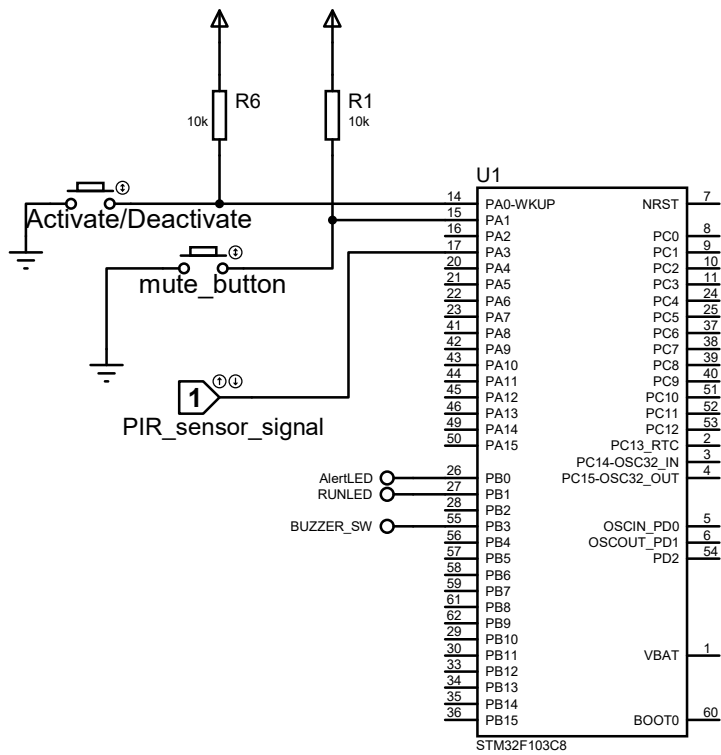 R6
10k
R1
10k
Activate/Deactivate
mute_button
1
PIR_sensor_signal
AlertLED
RUNLED
BUZZER_SW
U1
14 PA0-WKUP NRST 7
15 PA1
16 PA2 PC0 8
17 PA3 PC1 9
20 PA4 PC2 10
21 PA5 PC3 11
22 PA6 PC4 24
23 PA7 PC5 25
41 PA8 PC6 37
42 PA9 PC7 38
43 PA10 PC8 39
44 PA11 PC9 40
45 PA12 PC10 51
46 PA13 PC11 52
49 PA14 PC12 53
50 PA15 PC13_RTC 2
PC14-OSC32_IN 3
26 PB0 PC15-OSC32_OUT 4
27 PB1
28 PB2
55 PB3 OSCIN_PD0 5
56 PB4 OSCOUT_PD1 6
57 PB5 PD2 54
58 PB6
59 PB7
61 PB8
62 PB9
29 PB10
30 PB11 VBAT 1
33 PB12
34 PB13
35 PB14
36 PB15 BOOT0 60
STM32F103C8